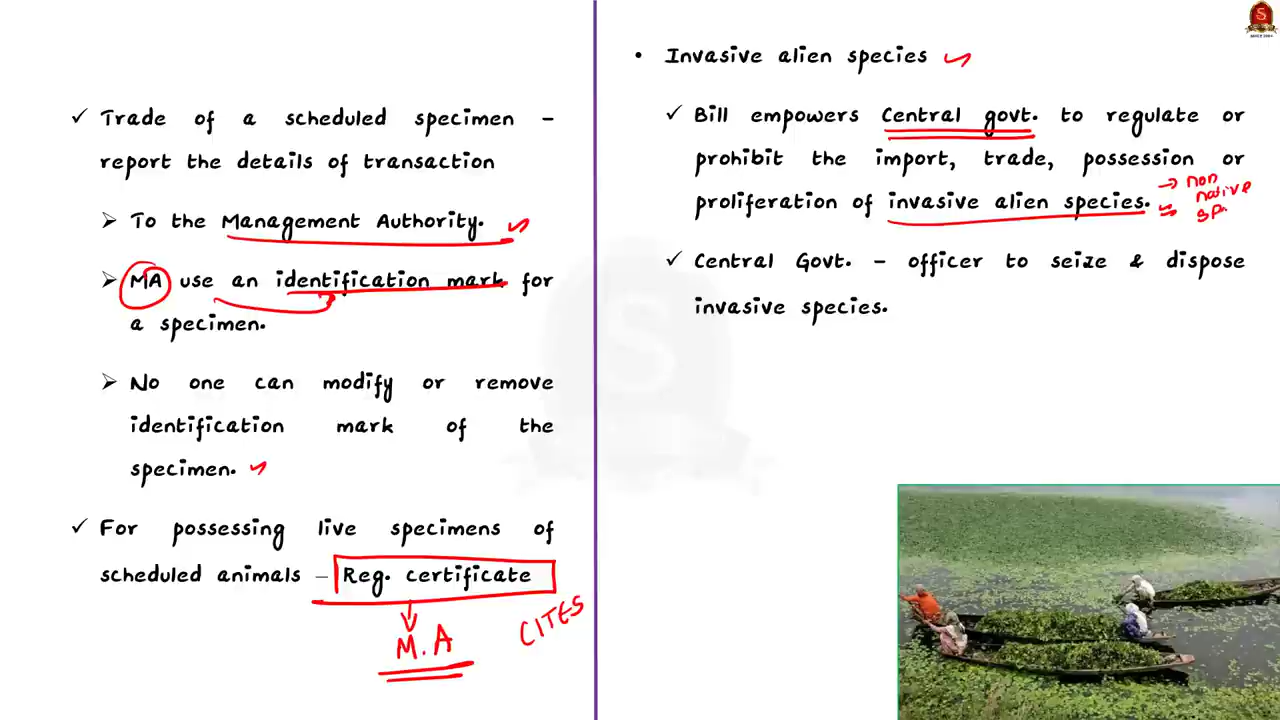 ✓ Trade of a scheduled specimen –
report the details of transaction
➢ To the Management Authority.
➢ MA use an identification mark for
a specimen.
➢ No one can modify or remove
identification mark of the
specimen.
✓ For possessing live specimens of
scheduled animals – Reg. certificate
M.A
CITES
• Invasive alien species
✓ Bill empowers Central govt. to regulate or
prohibit the import, trade, possession or
proliferation of invasive alien species.
→ non
native
sp.
✓ Central Govt. – officer to seize & dispose
invasive species.
S